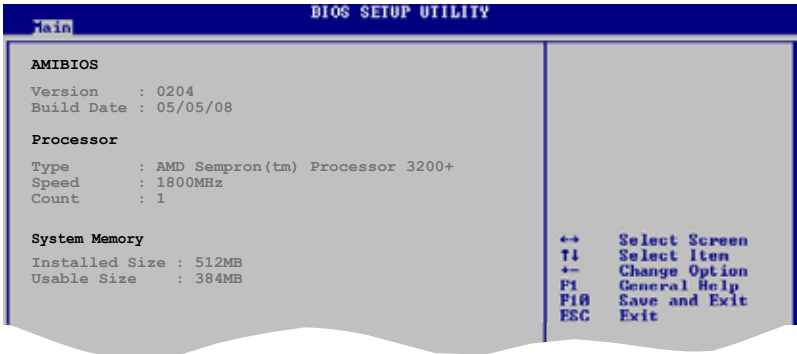 BIOS SETUP UTILITY
Main
AMIBIOS
Version : 0204
Build Date : 05/05/08
Processor
Type : AMD Sempron(tm) Processor 3200+
Speed : 1800MHz
Count : 1
System Memory
Installed Size : 512MB
Usable Size : 384MB
←→ Select Screen
↑↓ Select Item
+- Change Option
F1 General Help
F10 Save and Exit
ESC Exit